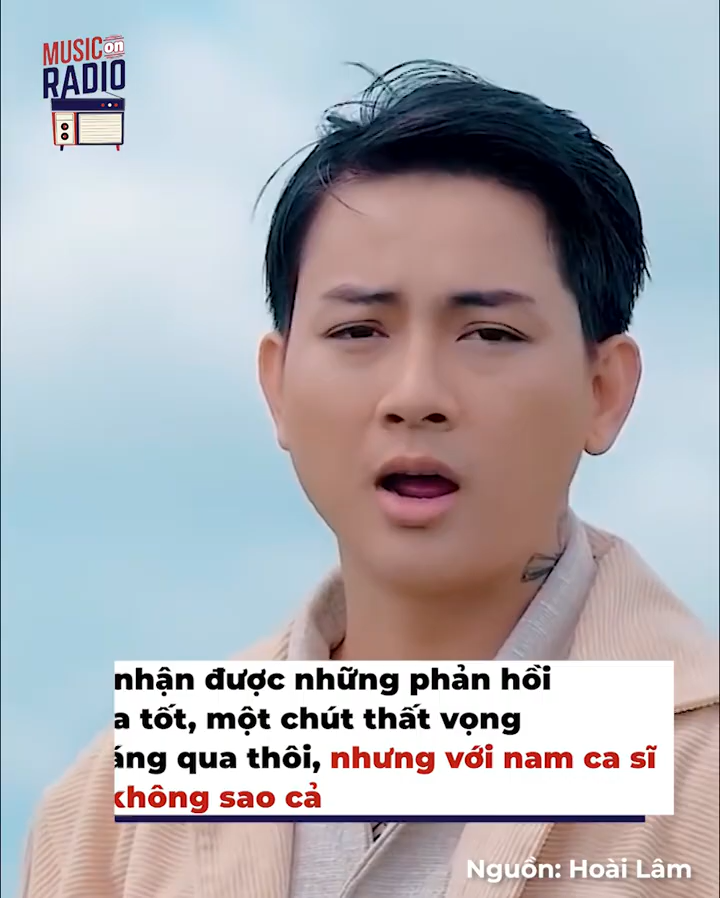 MUSIC on
RADIO
nhận được những phản hồi
a tốt, một chút thất vọng
áng qua thôi, nhưng với nam ca sĩ
không sao cả
Nguồn: Hoài Lâm